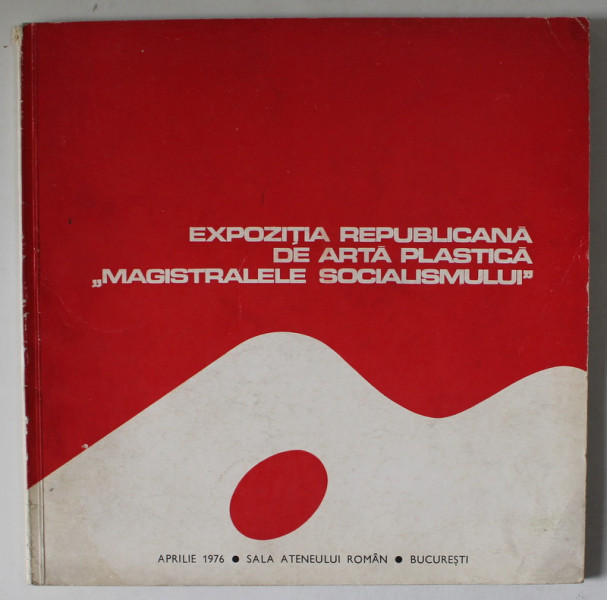 EXPOZIȚIA REPUBLICANĂ
DE ARTĂ PLASTICĂ
„MAGISTRALELE SOCIALISMULUI”
APRILIE 1976 ● SALA ATENEULUI ROMÂN ● BUCUREȘTI